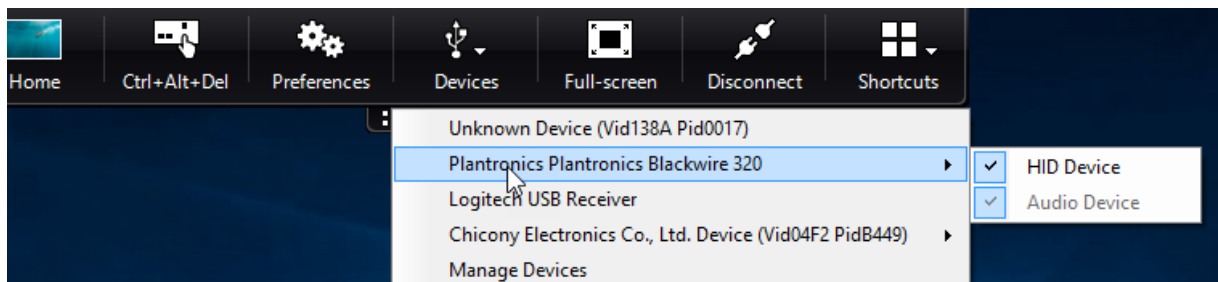 Home Ctrl+Alt+Del Preferences Devices Full-screen Disconnect Shortcuts
Unknown Device (Vid138A Pid0017)
Plantronics Plantronics Blackwire 320
HID Device
Logitech USB Receiver
Audio Device
Chicony Electronics Co., Ltd. Device (Vid04F2 PidB449)
Manage Devices